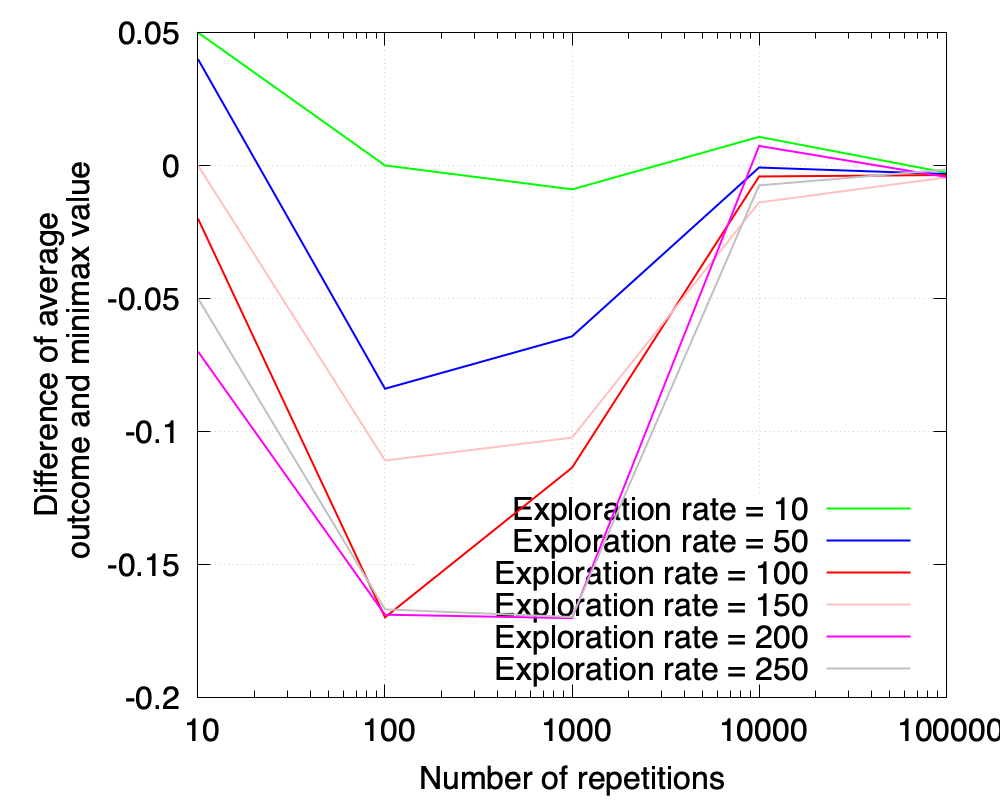 0.05
0
-0.05
-0.1
-0.15
-0.2
Difference of average
outcome and minimax value
Exploration rate = 10
Exploration rate = 50
Exploration rate = 100
Exploration rate = 150
Exploration rate = 200
Exploration rate = 250
10 100 1000 10000 100000
Number of repetitions